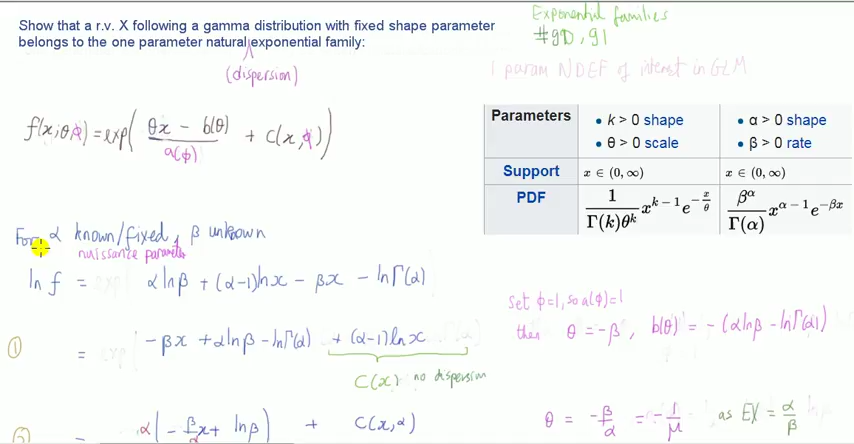 Show that a r.v. X following a gamma distribution with fixed shape parameter
belongs to the one parameter natural exponential family:
(dispersion)
Exponential families
#90, 91
1 param NDEF of interest in GLM
f(x;θ,φ) = exp( (θx − b(θ))/a(φ) + c(x,φ) )
Parameters
• k > 0 shape
• θ > 0 scale
• α > 0 shape
• β > 0 rate
Support x ∈ (0, ∞) x ∈ (0, ∞)
PDF 1/(Γ(k)θ^k) x^(k−1) e^(−x/θ) β^α/Γ(α) x^(α−1) e^(−βx)
For α known/fixed, β unknown
nuissance parameter
ln f = α ln β + (α−1) ln x − βx − ln Γ(α)
① = −βx + α ln β − ln Γ(α) + (α−1) ln x
C(x) no dispersion
Set φ=1, so a(φ)=1
then θ = −β, b(θ) = −(α ln β − ln Γ(α))
② = α(−β/α x + ln β) + c(x,α)
θ = −β/α = −1/μ as EX = α/β